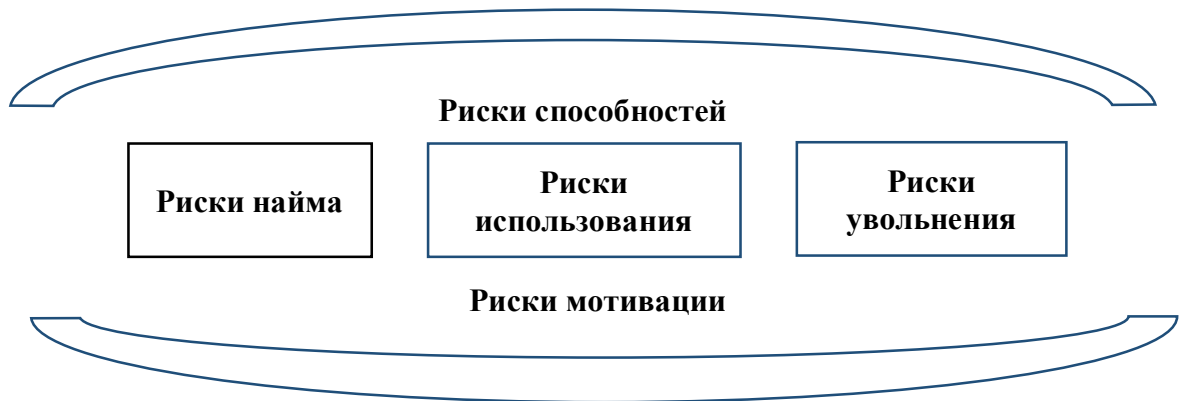 Риски способностей
Риски найма
Риски
использования
Риски
увольнения
Риски мотивации